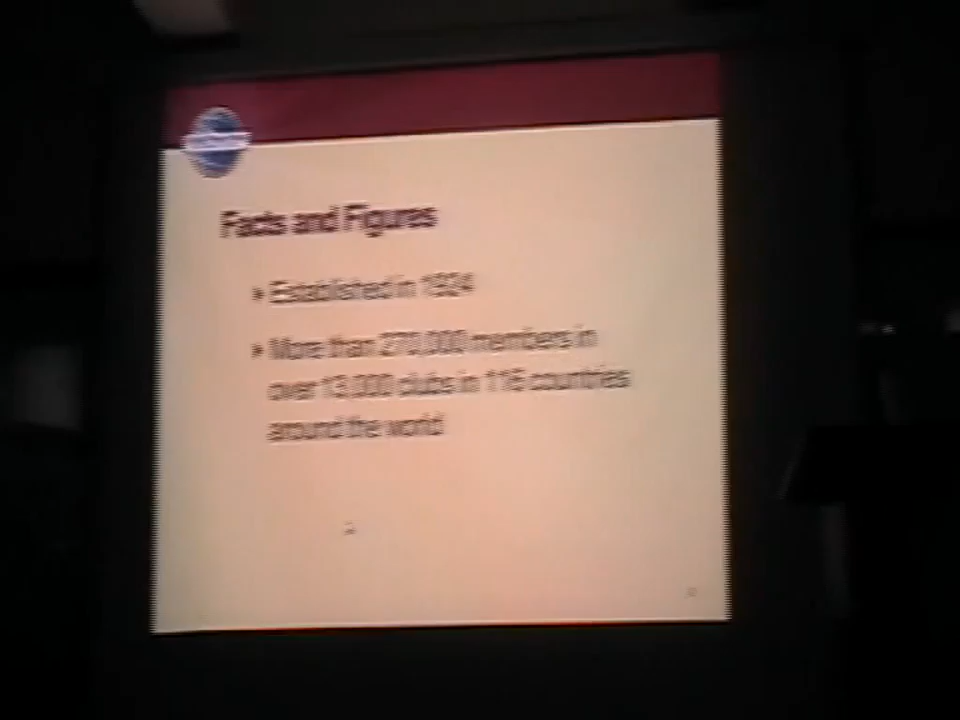 Facts and Figures
Established in 1924
More than 270,000 members in
over 13,000 clubs in 116 countries
around the world